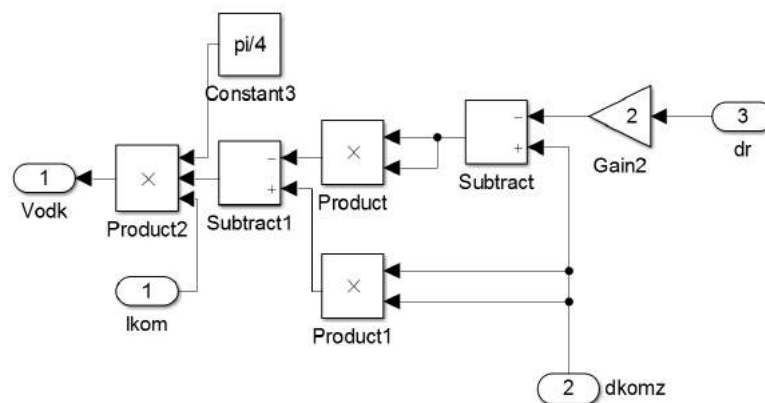 pi/4
Constant3
1
Vodk
×
Product2
1
Ikom
-
+
Subtract1
×
Product
×
Product1
-
+
Subtract
2
Gain2
3
dr
2
dkomz